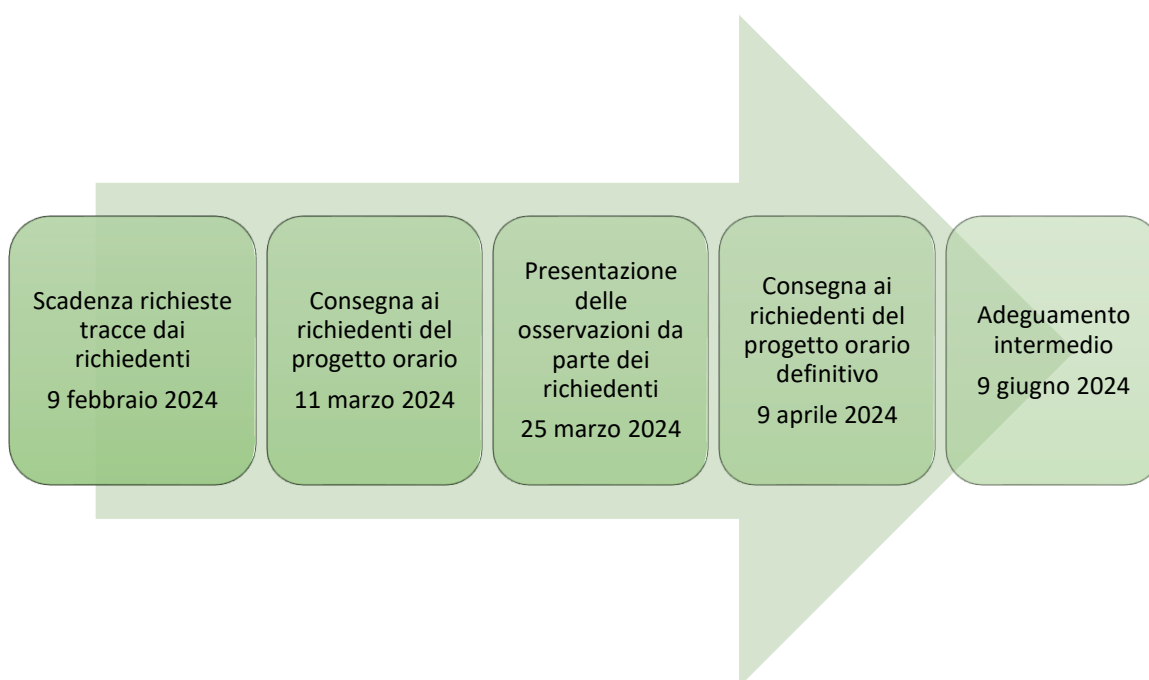 Scadenza richieste
tracce dai
richiedenti
9 febbraio 2024
Consegna ai
richiedenti del
progetto orario
11 marzo 2024
Presentazione
delle
osservazioni da
parte dei
richiedenti
25 marzo 2024
Consegna ai
richiedenti del
progetto orario
definitivo
9 aprile 2024
Adeguamento
intermedio
9 giugno 2024